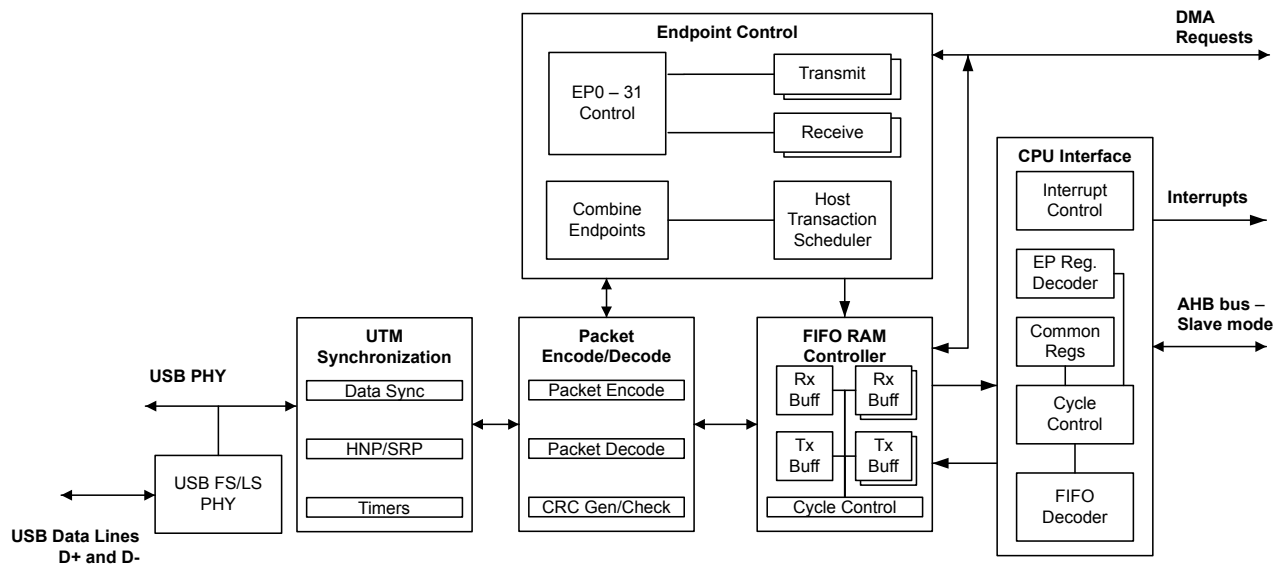 Endpoint Control
EP0 – 31
Control
Transmit
Receive
Combine
Endpoints
Host
Transaction
Scheduler
DMA
Requests
CPU Interface
Interrupt
Control
EP Reg.
Decoder
Common
Regs
Cycle
Control
FIFO
Decoder
Interrupts
AHB bus –
Slave mode
UTM
Synchronization
Data Sync
HNP/SRP
Timers
Packet
Encode/Decode
Packet Encode
Packet Decode
CRC Gen/Check
FIFO RAM
Controller
Rx
Buff
Rx
Buff
Tx
Buff
Tx
Buff
Cycle Control
USB PHY
USB FS/LS
PHY
USB Data Lines
D+ and D-